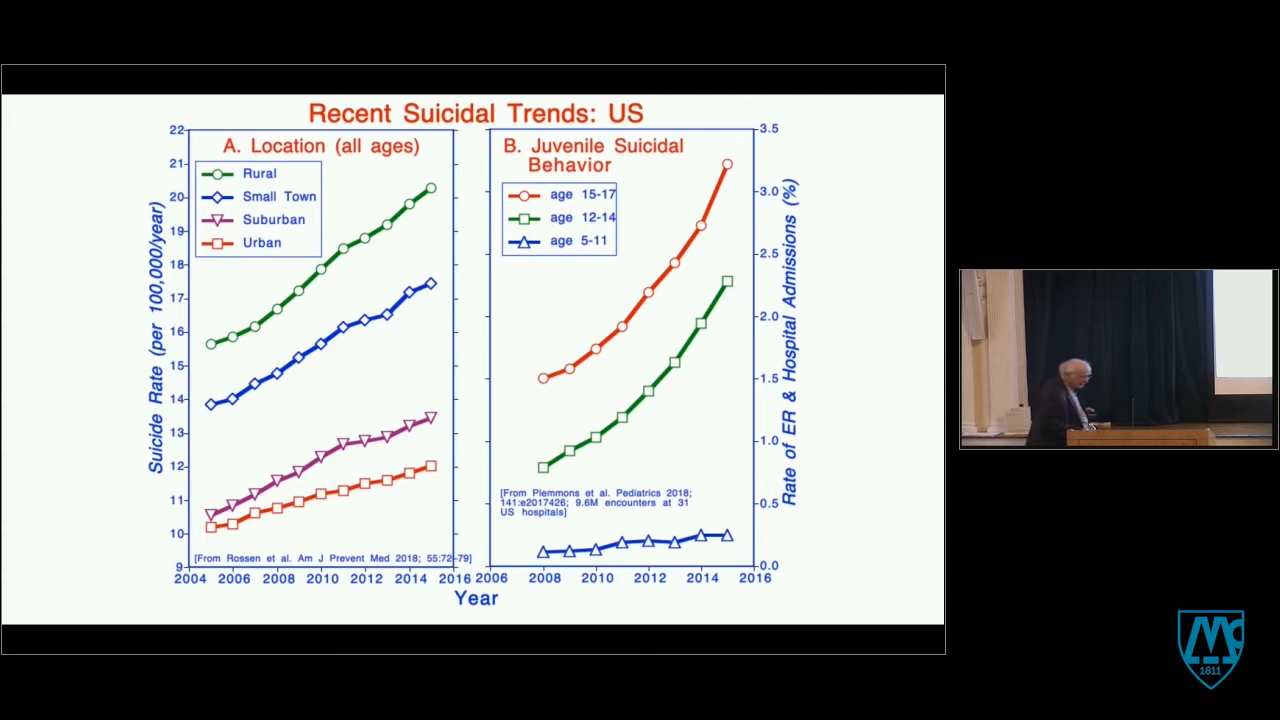 Recent Suicidal Trends: US
A. Location (all ages)
Rural
Small Town
Suburban
Urban
Suicide Rate (per 100,000/year)
22
21
20
19
18
17
16
15
14
13
12
11
10
9
[From Rossen et al. Am J Prevent Med 2018; 55:72-79]
2004 2006 2008 2010 2012 2014 2016
B. Juvenile Suicidal
Behavior
age 15-17
age 12-14
age 5-11
[From Plemmons et al. Pediatrics 2018;
141:e2017426; 9.6M encounters at 31
US hospitals]
3.5
3.0
2.5
2.0
1.5
1.0
0.5
0.0
Rate of ER & Hospital Admissions (%)
2006 2008 2010 2012 2014 2016
Year
Mc
1811